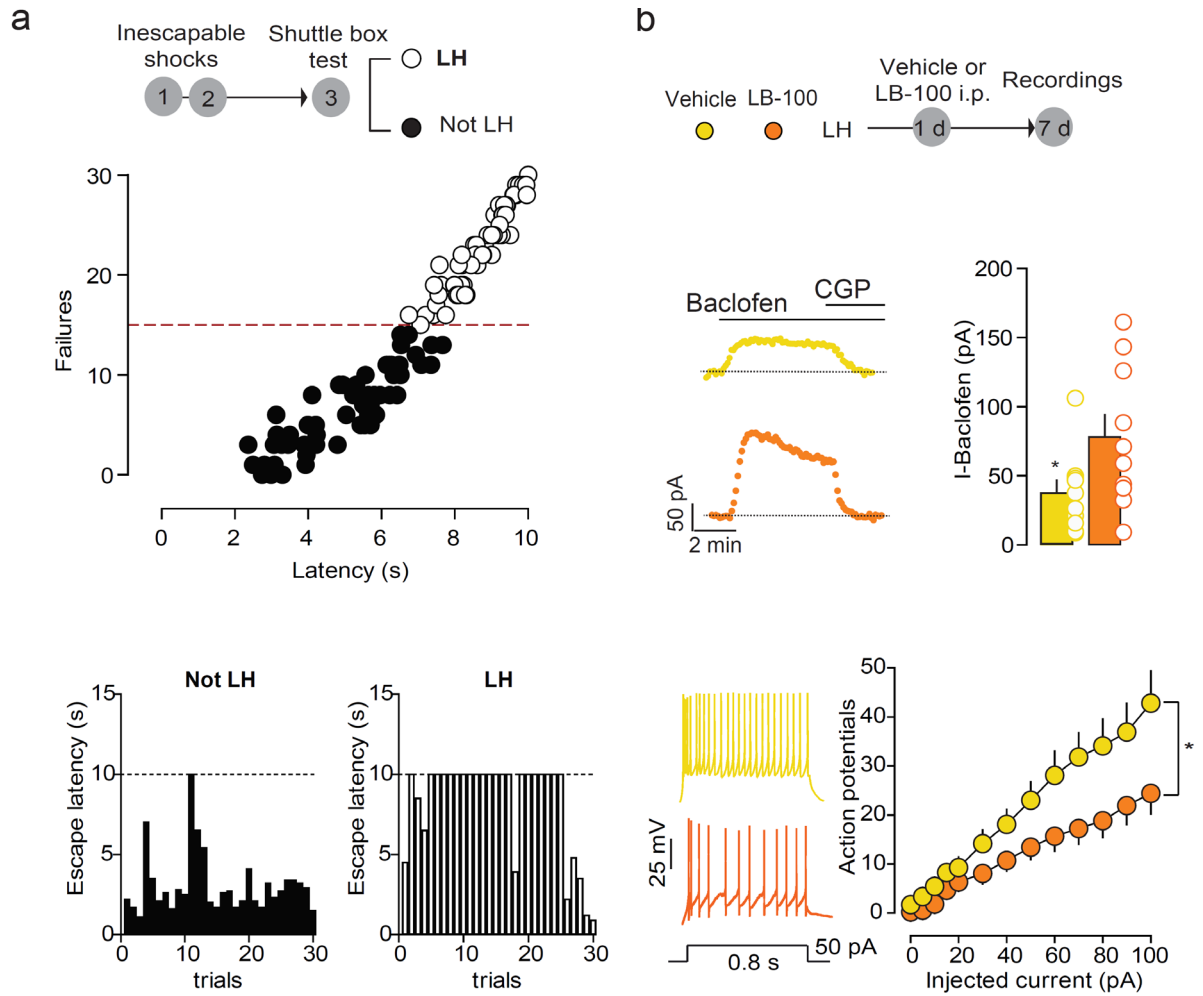 a
Inescapable
shocks
Shuttle box
test
1
2
3
LH
Not LH
30
20
10
0
Failures
0
2
4
6
8
10
Latency (s)
Not LH
15
10
5
0
Escape latency (s)
0
10
20
30
trials
LH
15
10
5
0
Escape latency (s)
0
10
20
30
trials
b
Vehicle
LB-100
LH
Vehicle or
LB-100 i.p.
Recordings
1 d
7 d
Baclofen
CGP
50 pA
2 min
200
150
100
50
0
I-Baclofen (pA)
*
25 mV
0.8 s
50 pA
50
40
30
20
10
0
Action potentials
*
0
20
40
60
80
100
Injected current (pA)